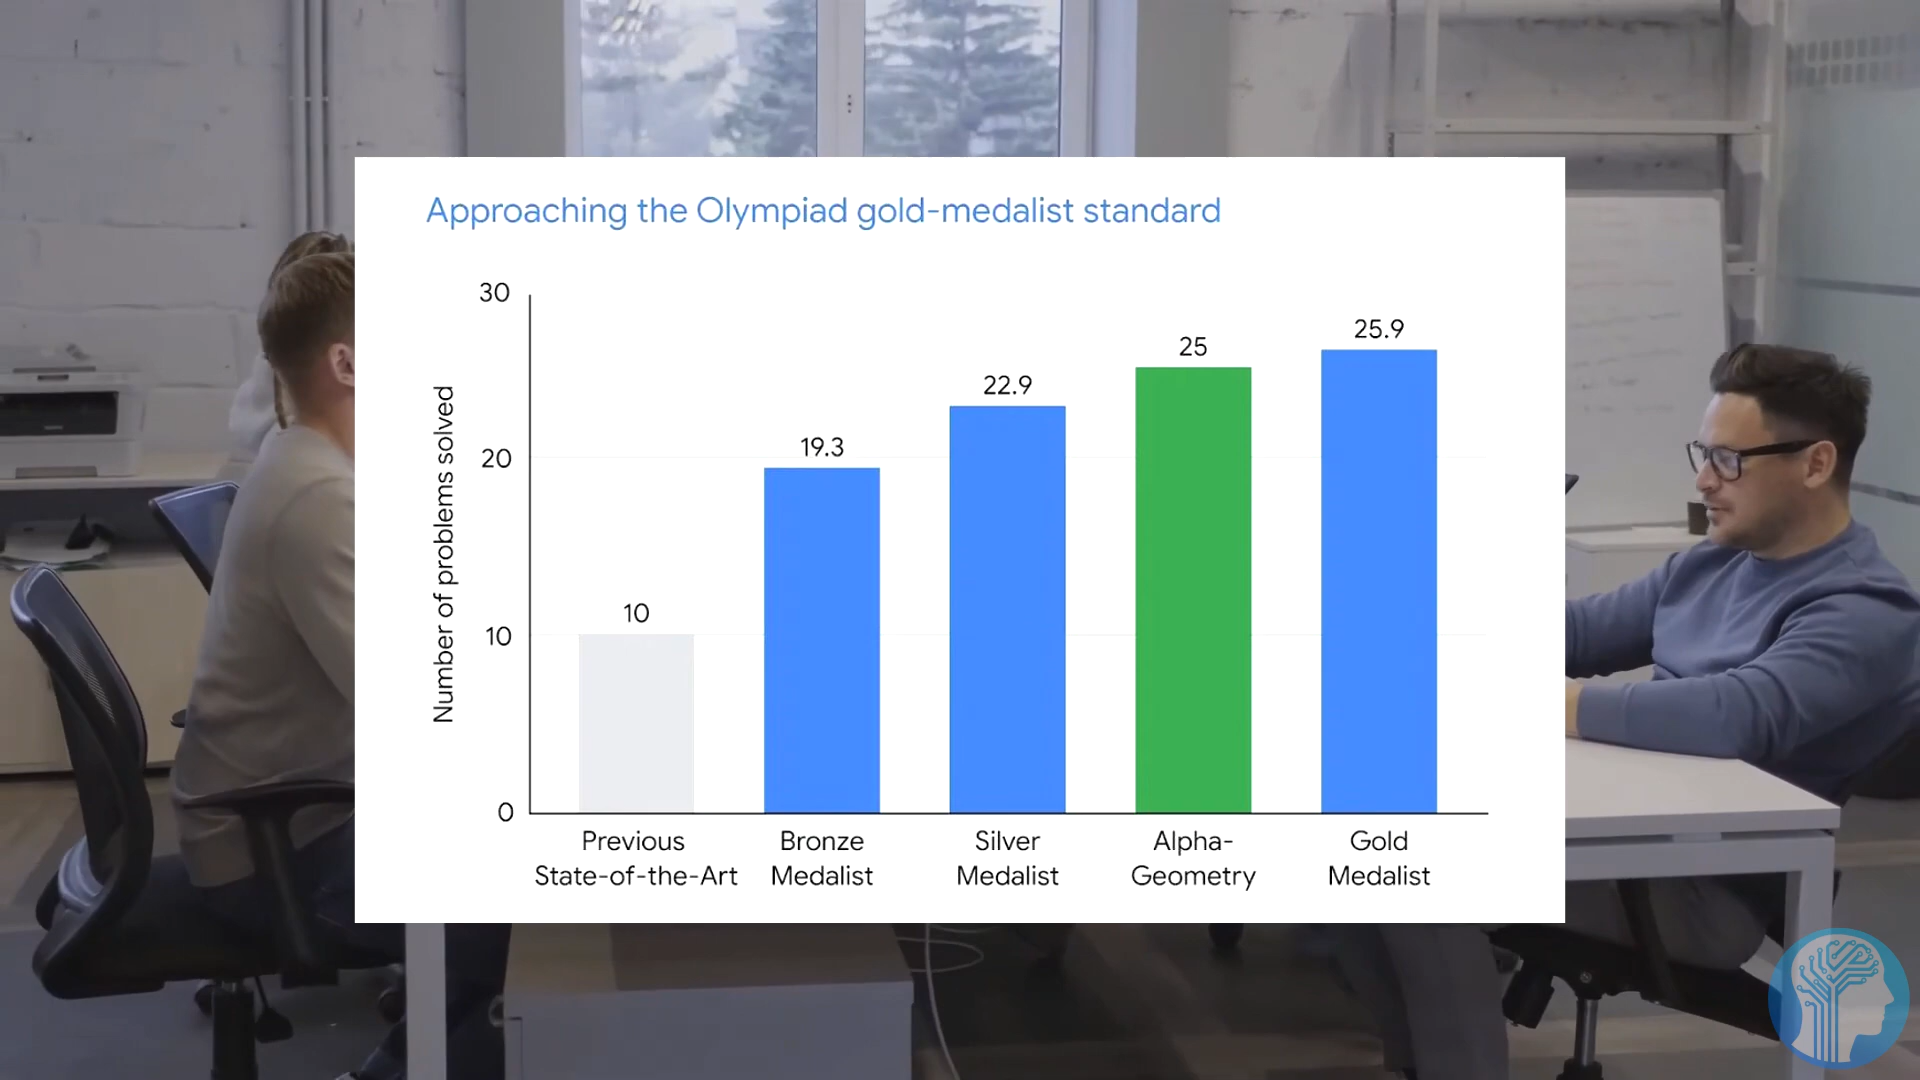 Approaching the Olympiad gold-medalist standard
Number of problems solved
30
20
10
0
10
19.3
22.9
25
25.9
Previous
State-of-the-Art
Bronze
Medalist
Silver
Medalist
Alpha-
Geometry
Gold
Medalist